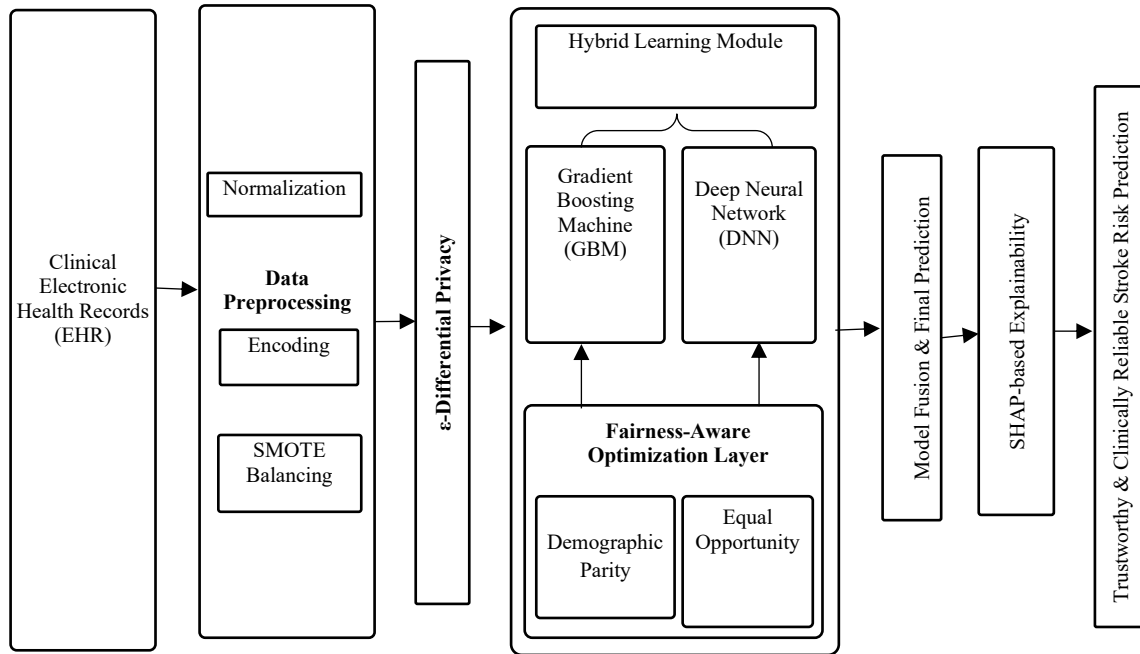 Clinical
Electronic
Health Records
(EHR)
Normalization
Data
Preprocessing
Encoding
SMOTE
Balancing
ε-Differential Privacy
Hybrid Learning Module
Gradient
Boosting
Machine
(GBM)
Deep Neural
Network
(DNN)
Fairness-Aware
Optimization Layer
Demographic
Parity
Equal
Opportunity
Model Fusion & Final Prediction
SHAP-based Explainability
Trustworthy & Clinically Reliable Stroke Risk Prediction